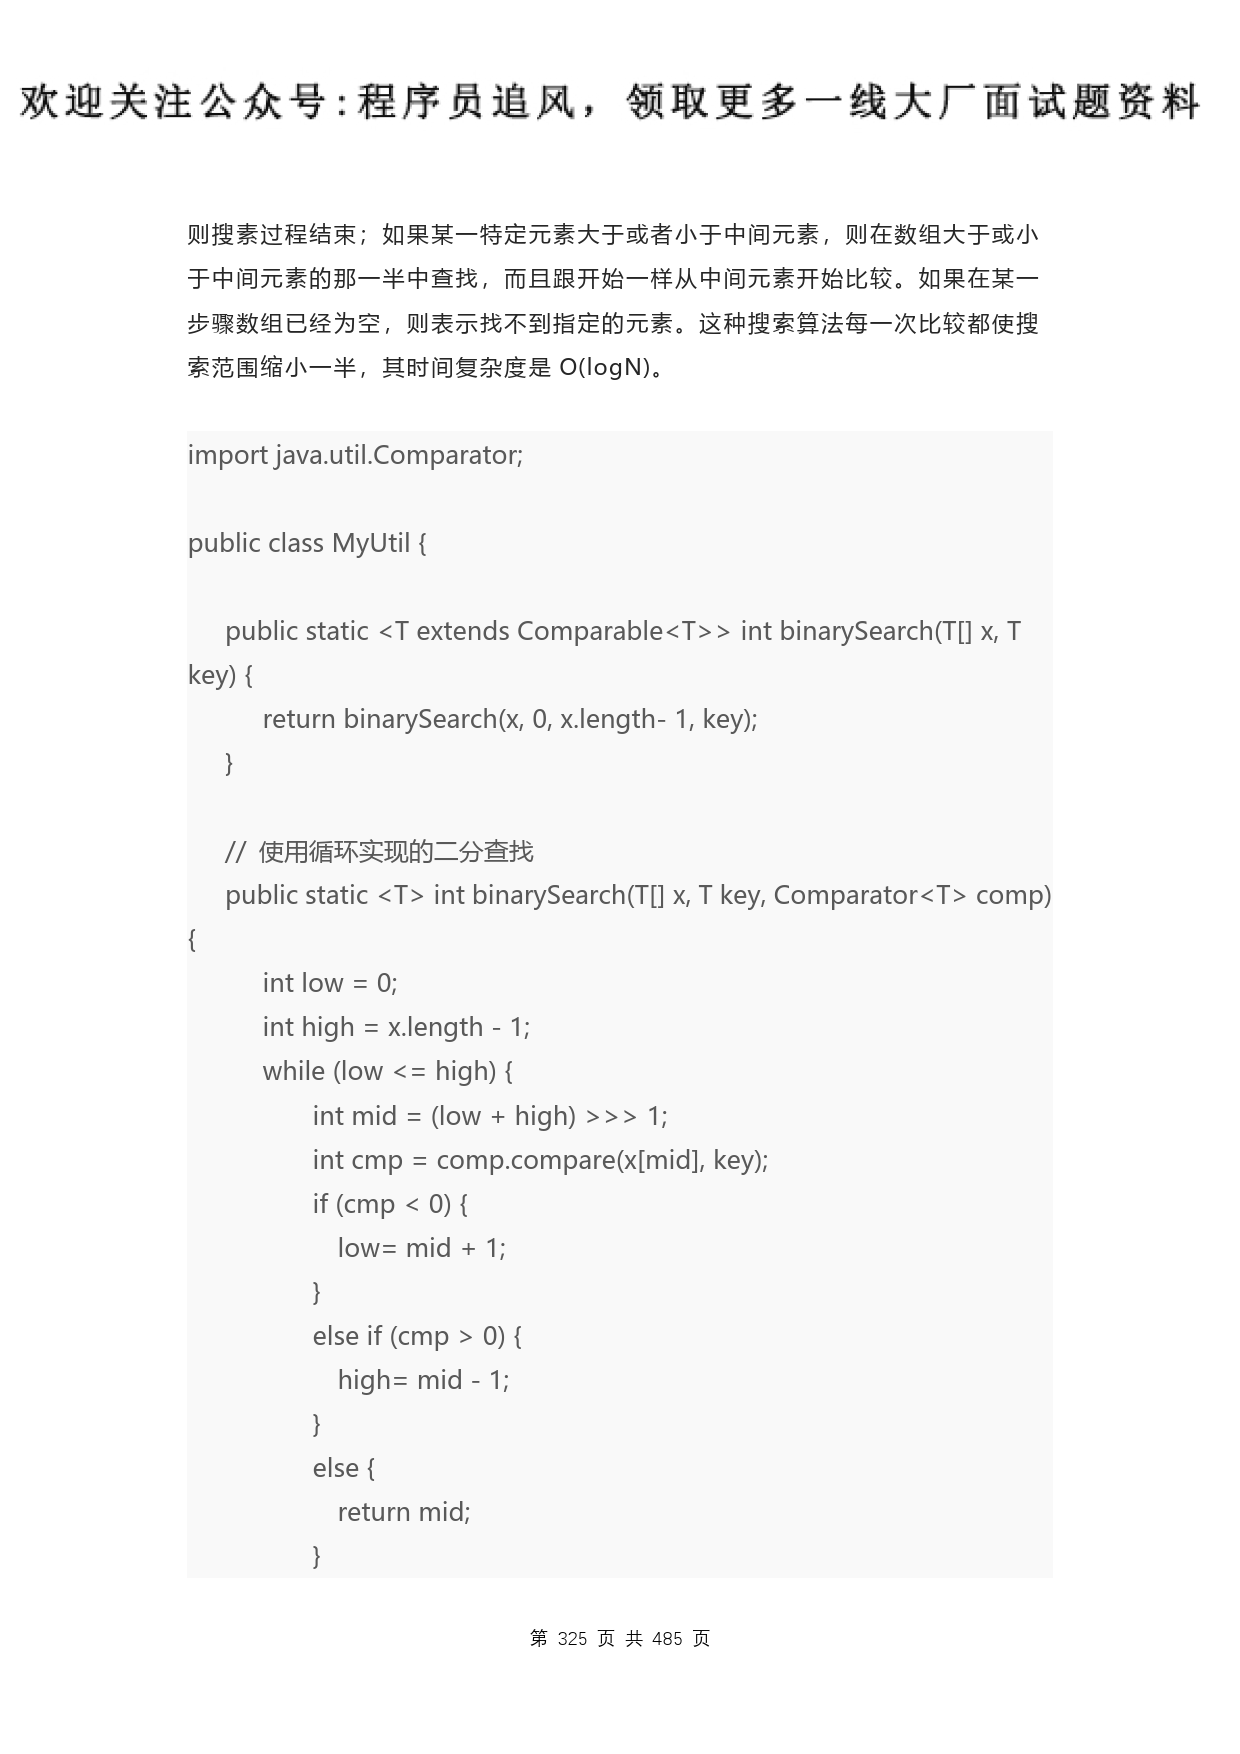 欢迎关注公众号:程序员追风，领取更多一线大厂面试题资料
则搜素过程结束；如果某一特定元素大于或者小于中间元素，则在数组大于或小
于中间元素的那一半中查找，而且跟开始一样从中间元素开始比较。如果在某一
步骤数组已经为空，则表示找不到指定的元素。这种搜索算法每一次比较都使搜
索范围缩小一半，其时间复杂度是 O(logN)。
import java.util.Comparator;
public class MyUtil {
public static <T extends Comparable<T>> int binarySearch(T[] x, T
key) {
return binarySearch(x, 0, x.length- 1, key);
}
// 使用循环实现的二分查找
public static <T> int binarySearch(T[] x, T key, Comparator<T> comp)
{
int low = 0;
int high = x.length - 1;
while (low <= high) {
int mid = (low + high) >>> 1;
int cmp = comp.compare(x[mid], key);
if (cmp < 0) {
low= mid + 1;
}
else if (cmp > 0) {
high= mid - 1;
}
else {
return mid;
}
第 325 页 共 485 页